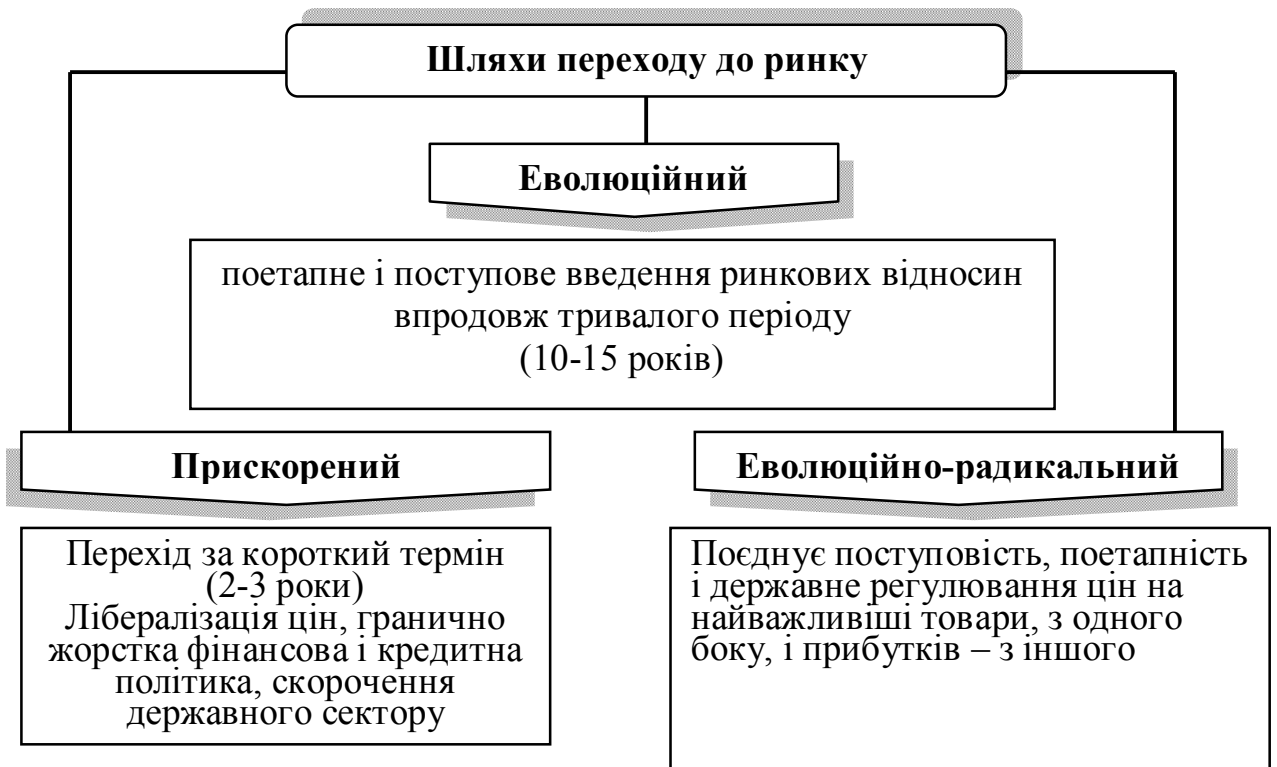 Шляхи переходу до ринку
Еволюційний
поетапне і поступове введення ринкових відносин
впродовж тривалого періоду
(10-15 років)
Прискорений
Перехід за короткий термін
(2-3 роки)
Лібералізація цін, гранично
жорстка фінансова і кредитна
політика, скорочення
державного сектору
Еволюційно-радикальний
Поєднує поступовість, поетапність
і державне регулювання цін на
найважливіші товари, з одного
боку, і прибутків – з іншого